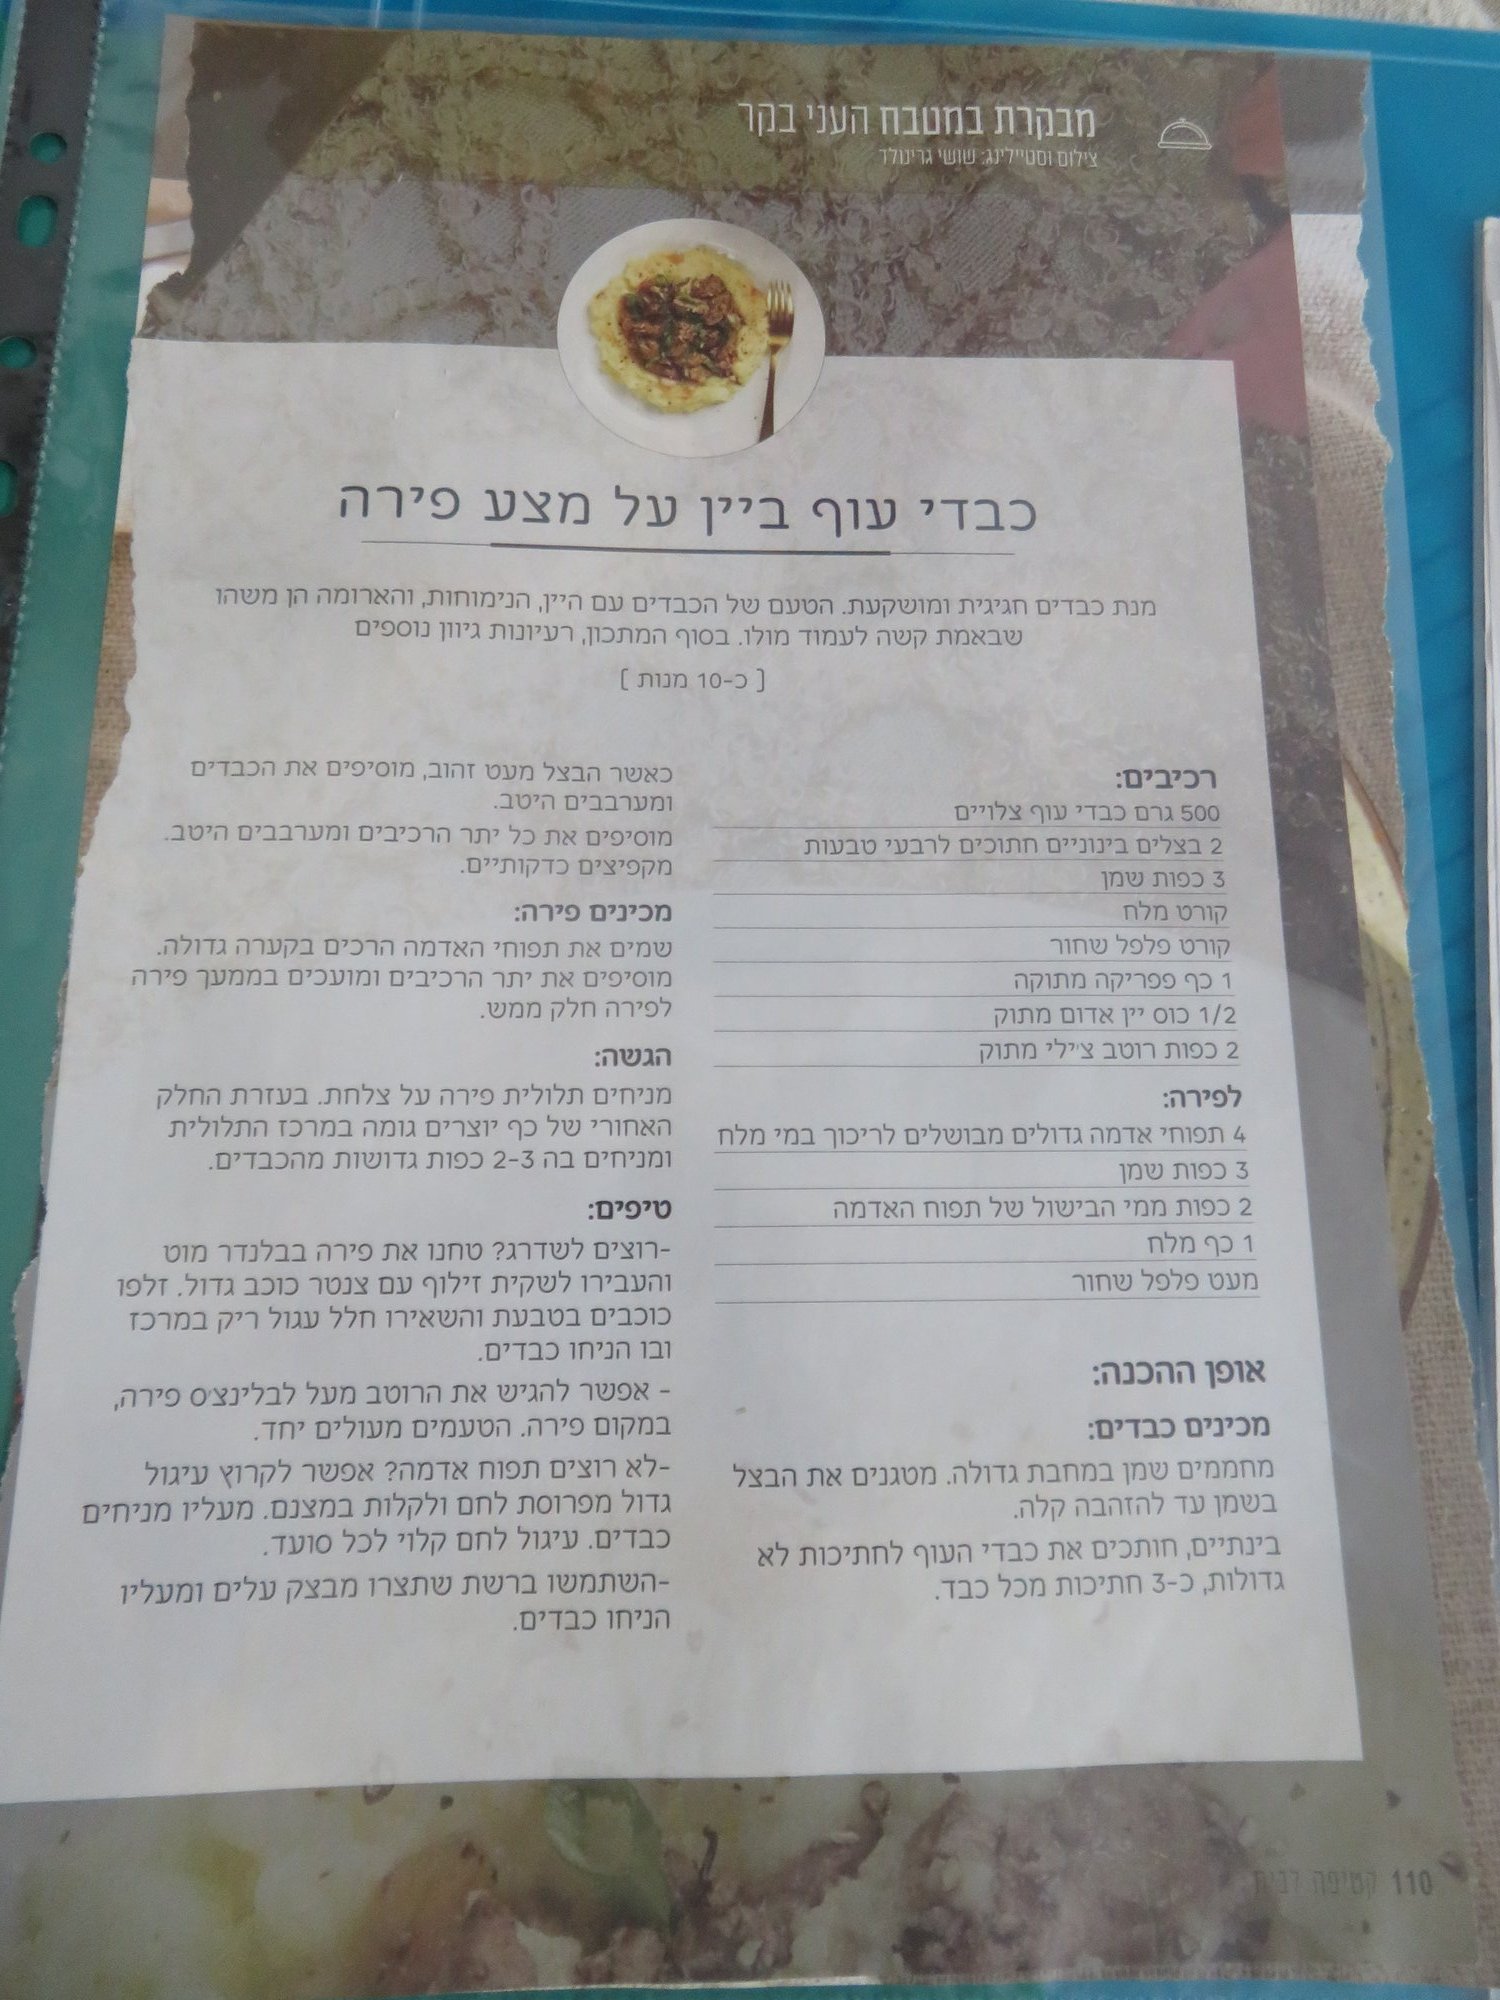 מבקרת במטבח העני בקר
צילום וסטיילינג: שושי גרינולד
כבדי עוף ביין על מצע פירה
מנת כבדים חגיגית ומושקעת. הטעם של הכבדים עם היין, הנימוחות, והארומה הן משהו
שבאמת קשה לעמוד מולו. בסוף המתכון, רעיונות גיוון נוספים
[ כ-10 מנות ]
רכיבים:
500 גרם כבדי עוף צלויים
2 בצלים בינוניים חתוכים לרבעי טבעות
3 כפות שמן
קורט מלח
קורט פלפל שחור
1 כף פפריקה מתוקה
1/2 כוס יין אדום מתוק
2 כפות רוטב צ'ילי מתוק
לפירה:
4 תפוחי אדמה גדולים מבושלים לריכוך במי מלח
3 כפות שמן
2 כפות ממי הבישול של תפוח האדמה
1 כף מלח
מעט פלפל שחור
אופן ההכנה:
מכינים כבדים:
מחממים שמן במחבת גדולה. מטגנים את הבצל
בשמן עד להזהבה קלה.
בינתיים, חותכים את כבדי העוף לחתיכות לא
גדולות, כ-3 חתיכות מכל כבד.
כאשר הבצל מעט זהוב, מוסיפים את הכבדים
ומערבבים היטב.
מוסיפים את כל יתר הרכיבים ומערבבים היטב.
מקפיצים כדקותיים.
מכינים פירה:
שמים את תפוחי האדמה הרכים בקערה גדולה.
מוסיפים את יתר הרכיבים ומועכים בממעך פירה
לפירה חלק ממש.
הגשה:
מניחים תלולית פירה על צלחת. בעזרת החלק
האחורי של כף יוצרים גומה במרכז התלולית
ומניחים בה 2-3 כפות גדושות מהכבדים.
טיפים:
-רוצים לשדרג? טחנו את פירה בבלנדר מוט
והעבירו לשקית זילוף עם צנטר כוכב גדול. זלפו
כוכבים בטבעת והשאירו חלל עגול ריק במרכז
ובו הניחו כבדים.
- אפשר להגיש את הרוטב מעל לבלינצ'ס פירה,
במקום פירה. הטעמים מעולים יחד.
-לא רוצים תפוח אדמה? אפשר לקרוץ עיגול
גדול מפרוסת לחם ולקלות במצנם. מעליו מניחים
כבדים. עיגול לחם קלוי לכל סועד.
-השתמשו ברשת שתצרו מבצק עלים ומעליו
הניחו כבדים.
110 קטיפה לבית